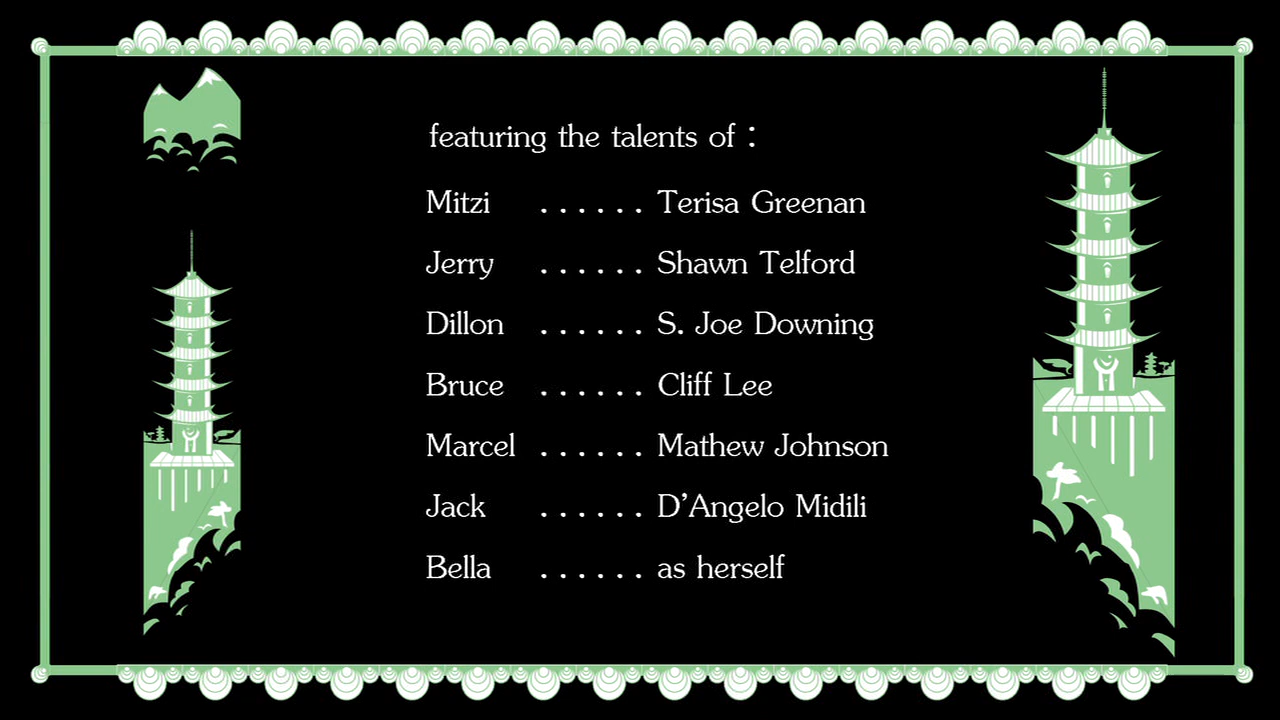 featuring the talents of :
Mitzi ...... Terisa Greenan
Jerry ...... Shawn Telford
Dillon ...... S. Joe Downing
Bruce ...... Cliff Lee
Marcel ...... Mathew Johnson
Jack ...... D'Angelo Midili
Bella ...... as herself